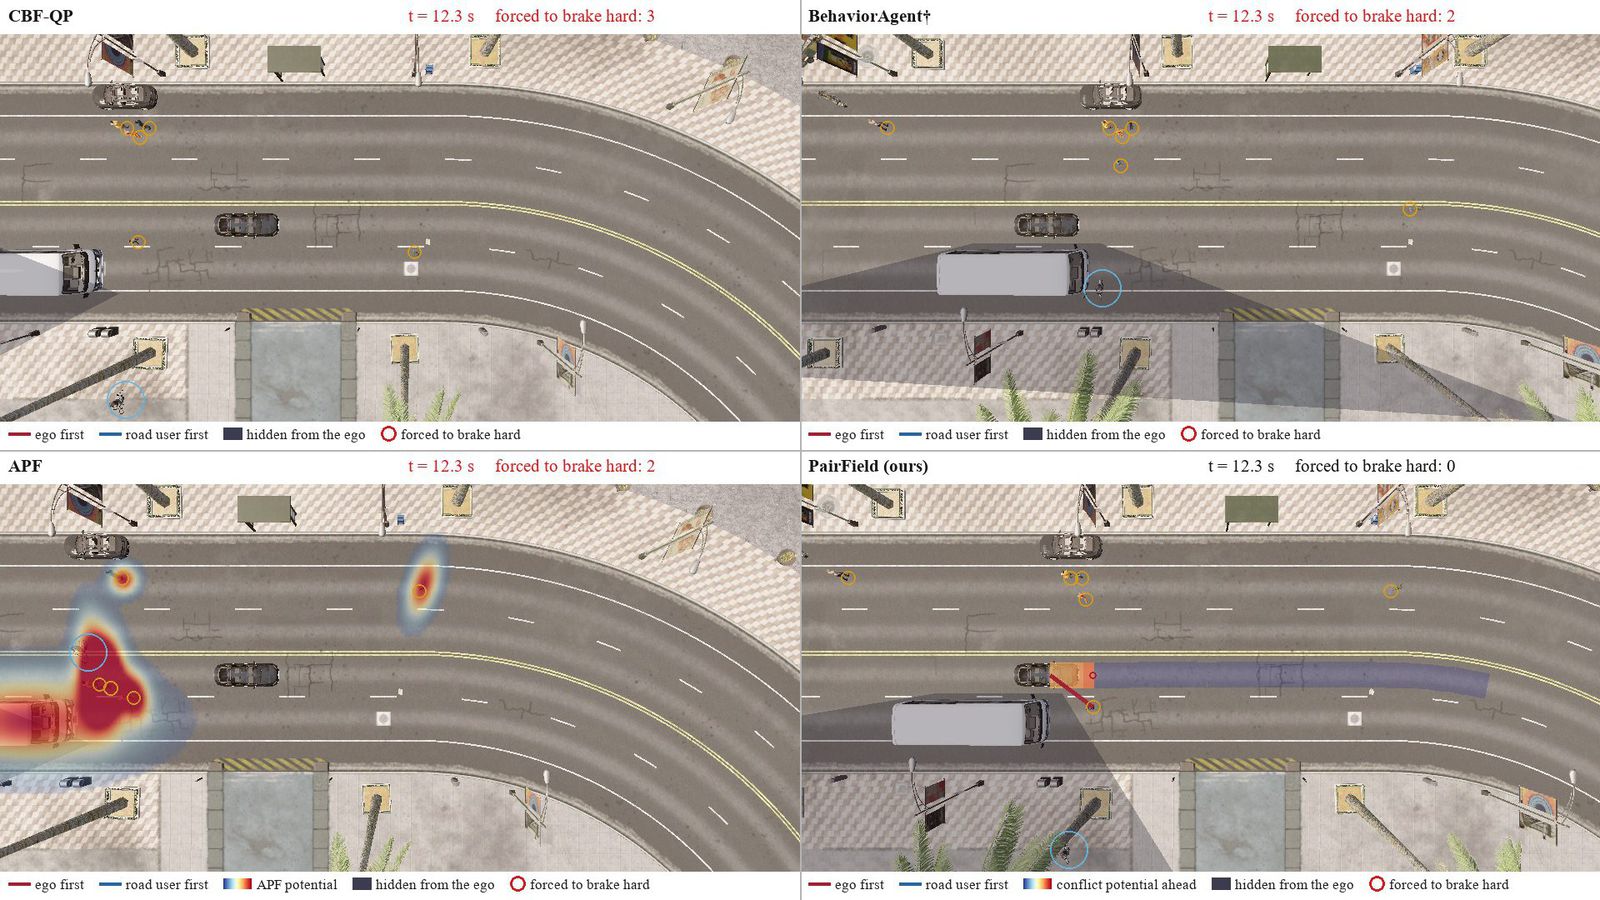 CBF-QP t = 12.3 s forced to brake hard: 3
BehaviorAgent† t = 12.3 s forced to brake hard: 2
ego first road user first hidden from the ego forced to brake hard
ego first road user first hidden from the ego forced to brake hard
APF t = 12.3 s forced to brake hard: 2
PairField (ours) t = 12.3 s forced to brake hard: 0
ego first road user first APF potential hidden from the ego forced to brake hard
ego first road user first conflict potential ahead hidden from the ego forced to brake hard